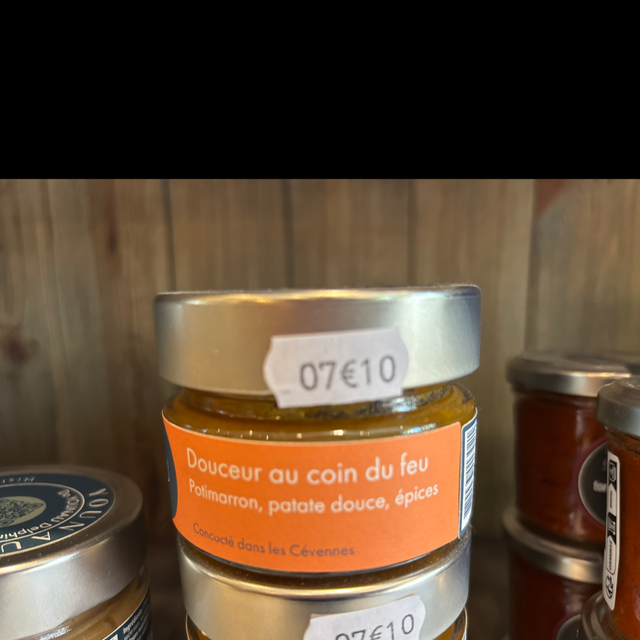 07€10
Douceur au coin du feu
Potimarron, patate douce, épices
Concocté dans les Cévennes
07€10